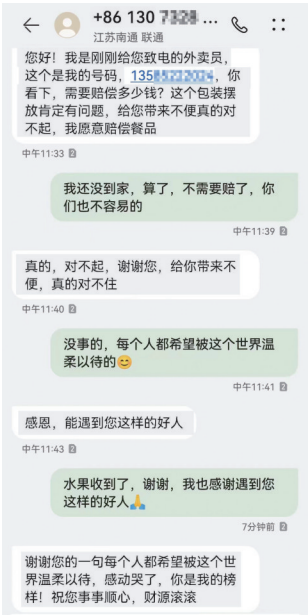 +86 130 ...
江苏南通 联通
您好！我是刚刚给您致电的外卖员，
这个是我的号码，，你
看下，需要赔偿多少钱？这个包装摆
放肯定有问题，给您带来不便真的对
不起，我愿意赔偿餐品
中午11:33
我还没到家，算了，不需要赔了，你
们也不容易的
中午11:39
真的，对不起，谢谢您，给你带来不
便，真的对不住
中午11:40
没事的，每个人都希望被这个世界温
柔以待的😊
中午11:41
感恩，能遇到您这样的好人
中午11:43
水果收到了，谢谢，我也感谢遇到您
这样的好人🙏
7分钟前
谢谢您的一句每个人都希望被这个世
界温柔以待，感动哭了，你是我的榜
样！祝您事事顺心，财源滚滚